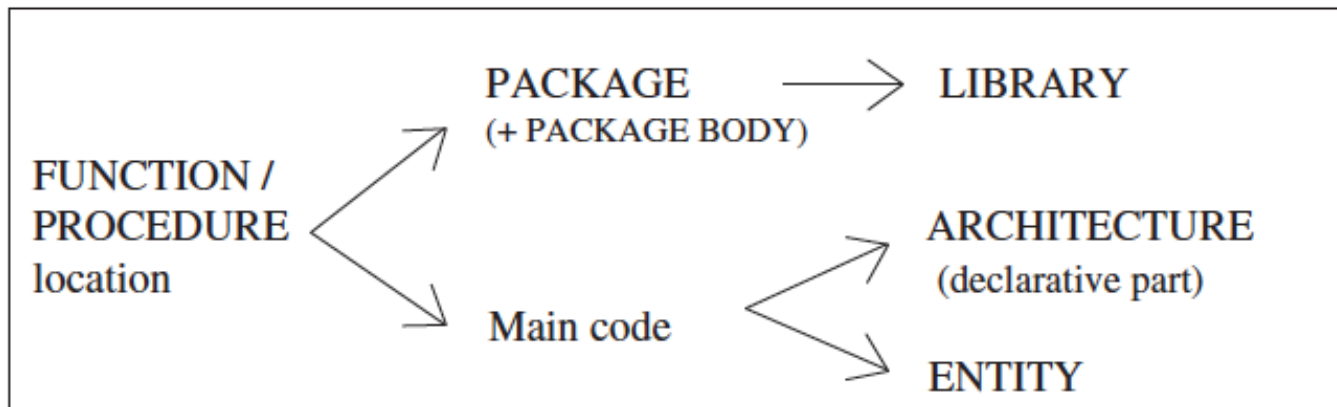 PACKAGE
LIBRARY
(+ PACKAGE BODY)
FUNCTION /
PROCEDURE
location
ARCHITECTURE
(declarative part)
Main code
ENTITY